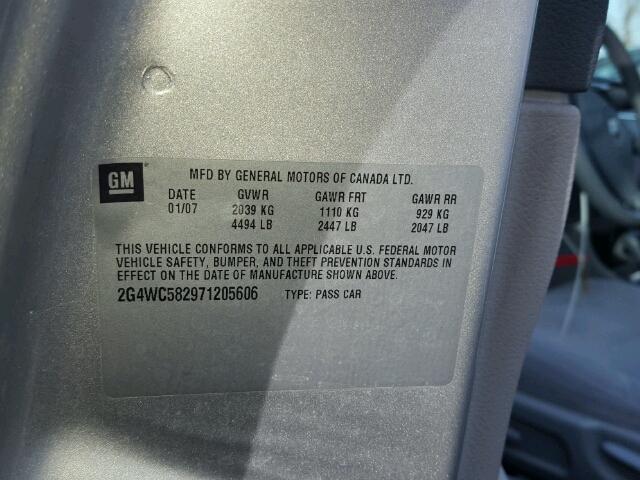 GM
MFD BY GENERAL MOTORS OF CANADA LTD.
DATE GVWR GAWR FRT GAWR RR
01/07 2039 KG 1110 KG 929 KG
4494 LB 2447 LB 2047 LB
THIS VEHICLE CONFORMS TO ALL APPLICABLE U.S. FEDERAL MOTOR
VEHICLE SAFETY, BUMPER, AND THEFT PREVENTION STANDARDS IN
EFFECT ON THE DATE OF MANUFACTURE SHOWN ABOVE.
2G4WC582971205606 TYPE: PASS CAR